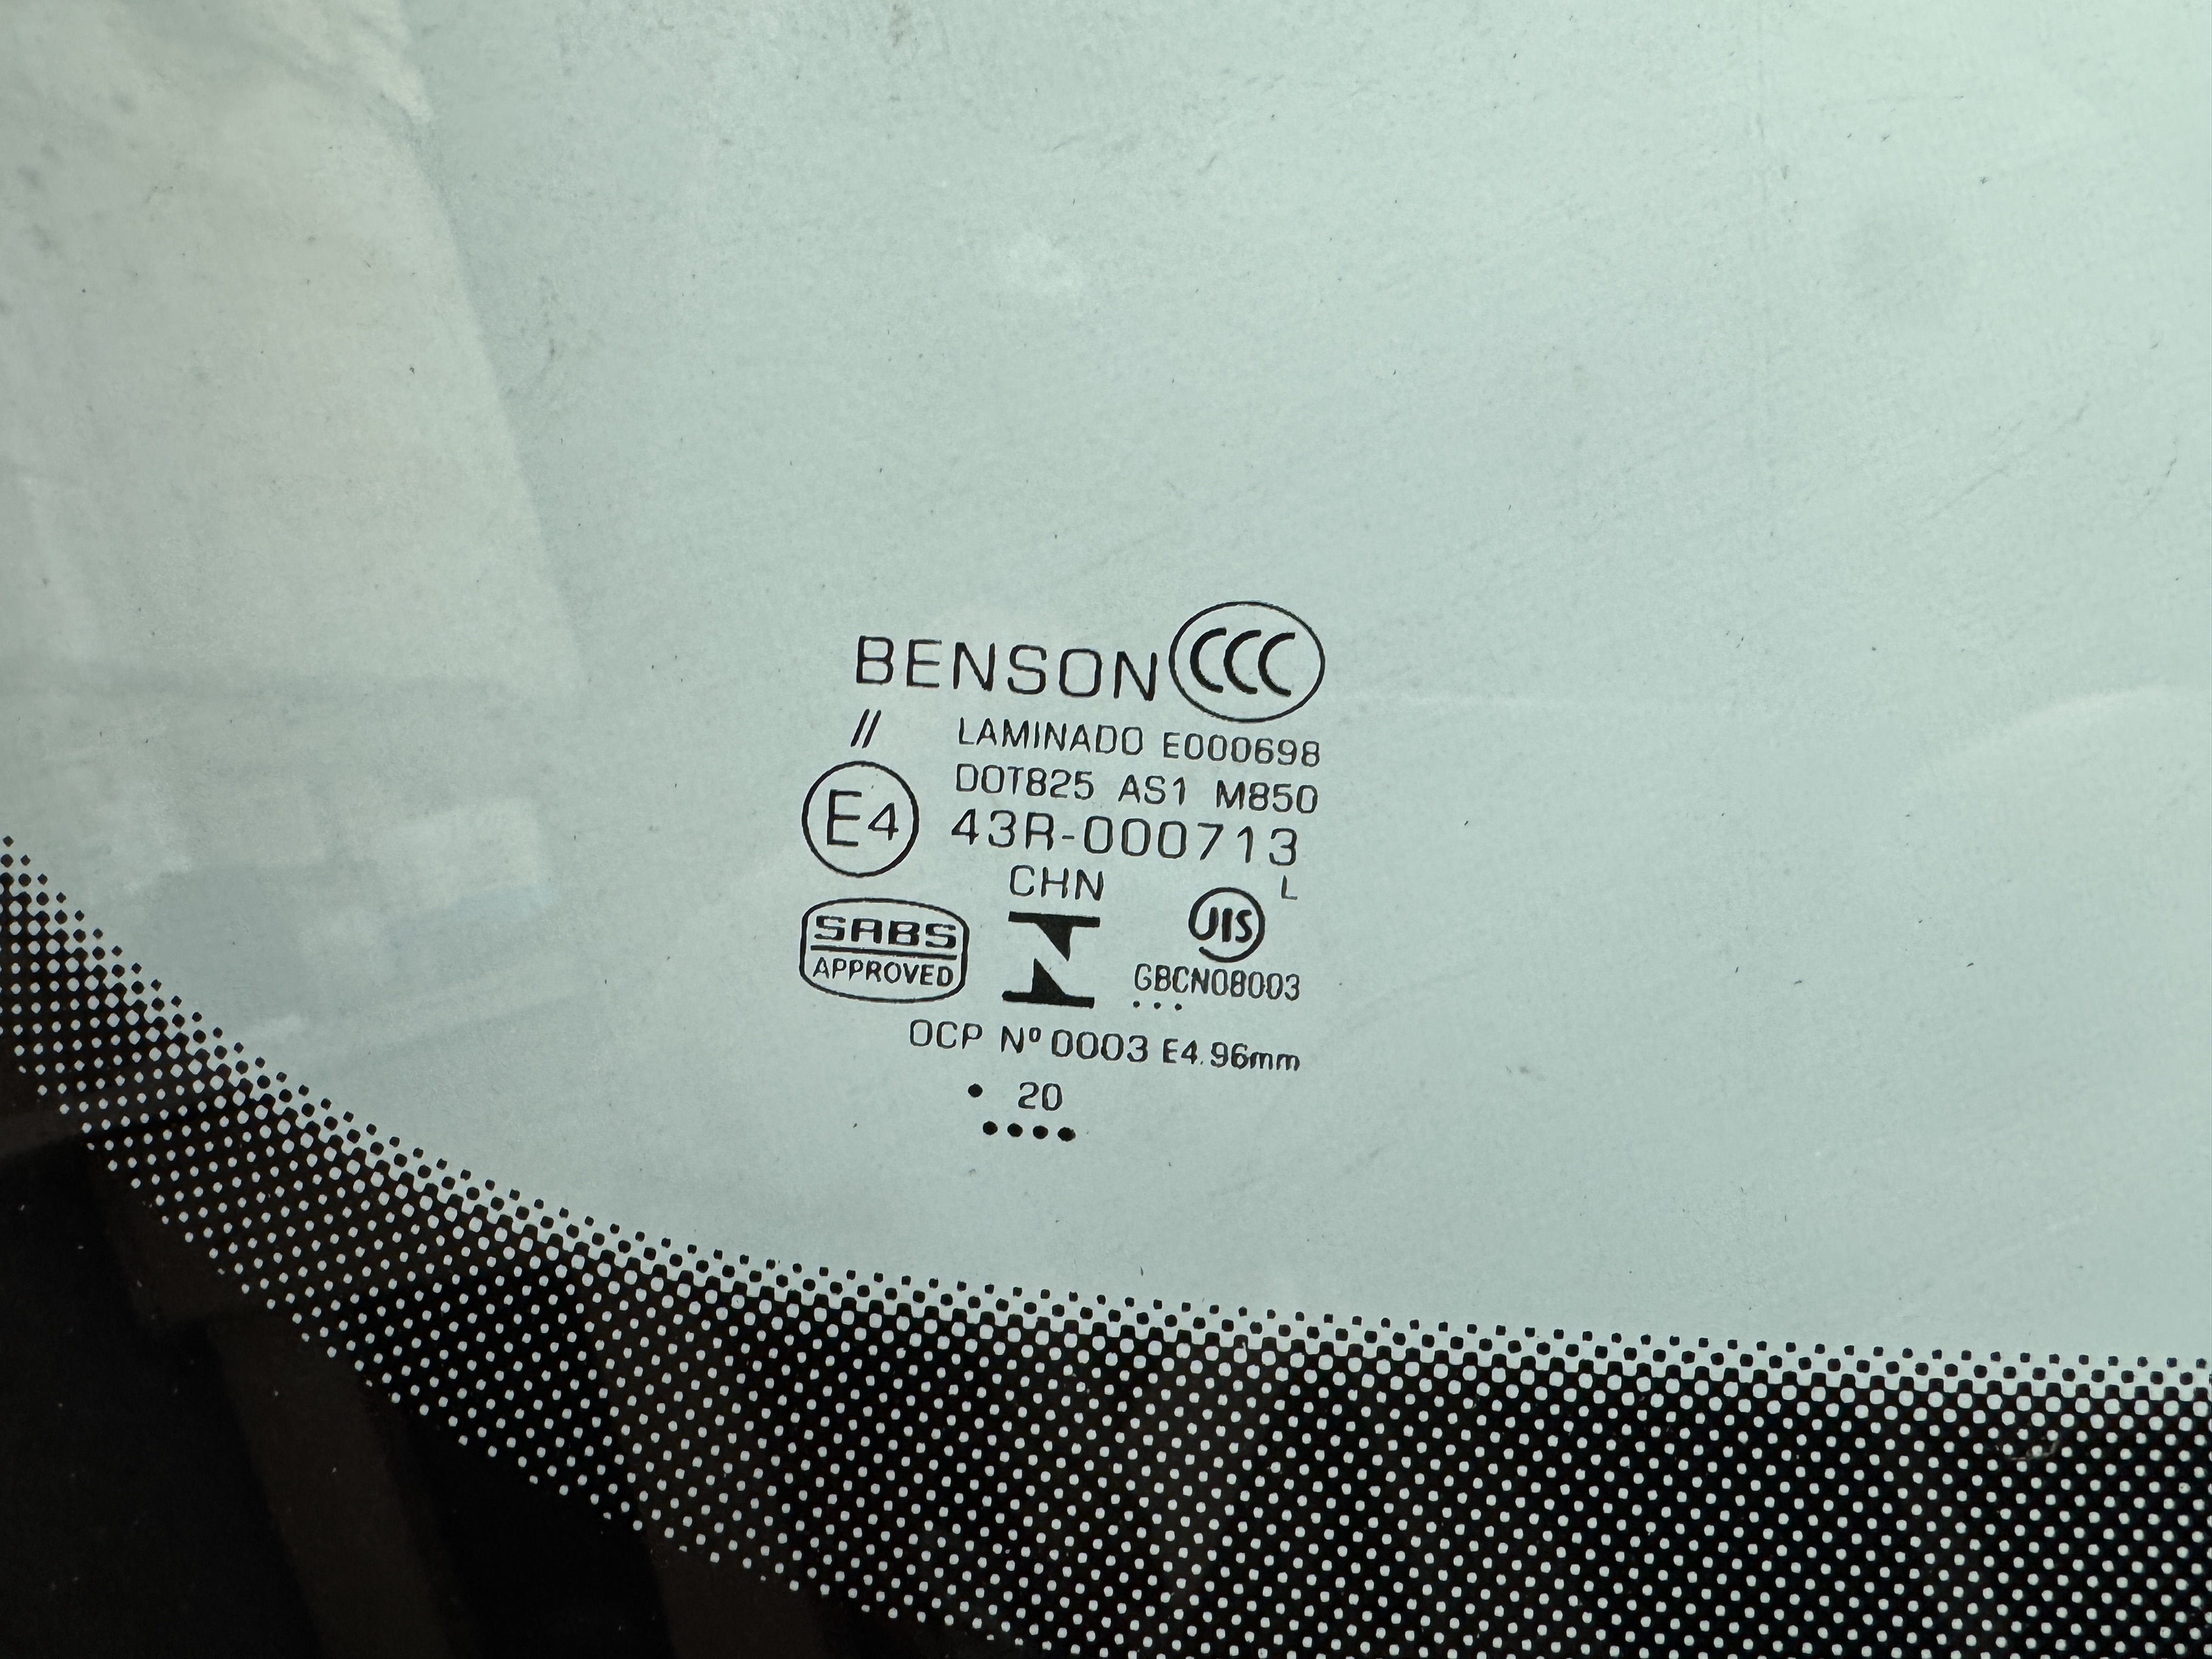 BENSON CCC
// LAMINADO E000698
DOT825 AS1 M850
E4 43R-000713
CHN L
SABS
APPROVED
JIS
GBCN08003
...
OCP Nº 0003 E4.96mm
• 20
••••